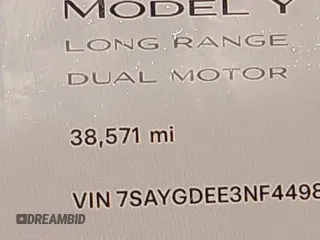 MODEL Y
LONG RANGE
DUAL MOTOR
38,571 mi
VIN 7SAYGDEE3NF4498
DREAMBID